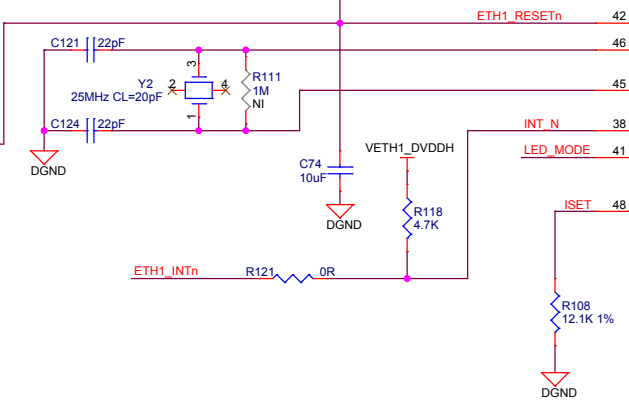 ETH1_RESETn 42
C121 22pF
46
3
Y2 2 4
R111
1M
NI
25MHz CL=20pF
45
1
C124 22pF
INT_N 38
DGND
VETH1_DVDDH
LED_MODE 41
C74
10uF
ISET 48
R118
4.7K
DGND
ETH1_INTn R121 0R
R108
12.1K 1%
DGND